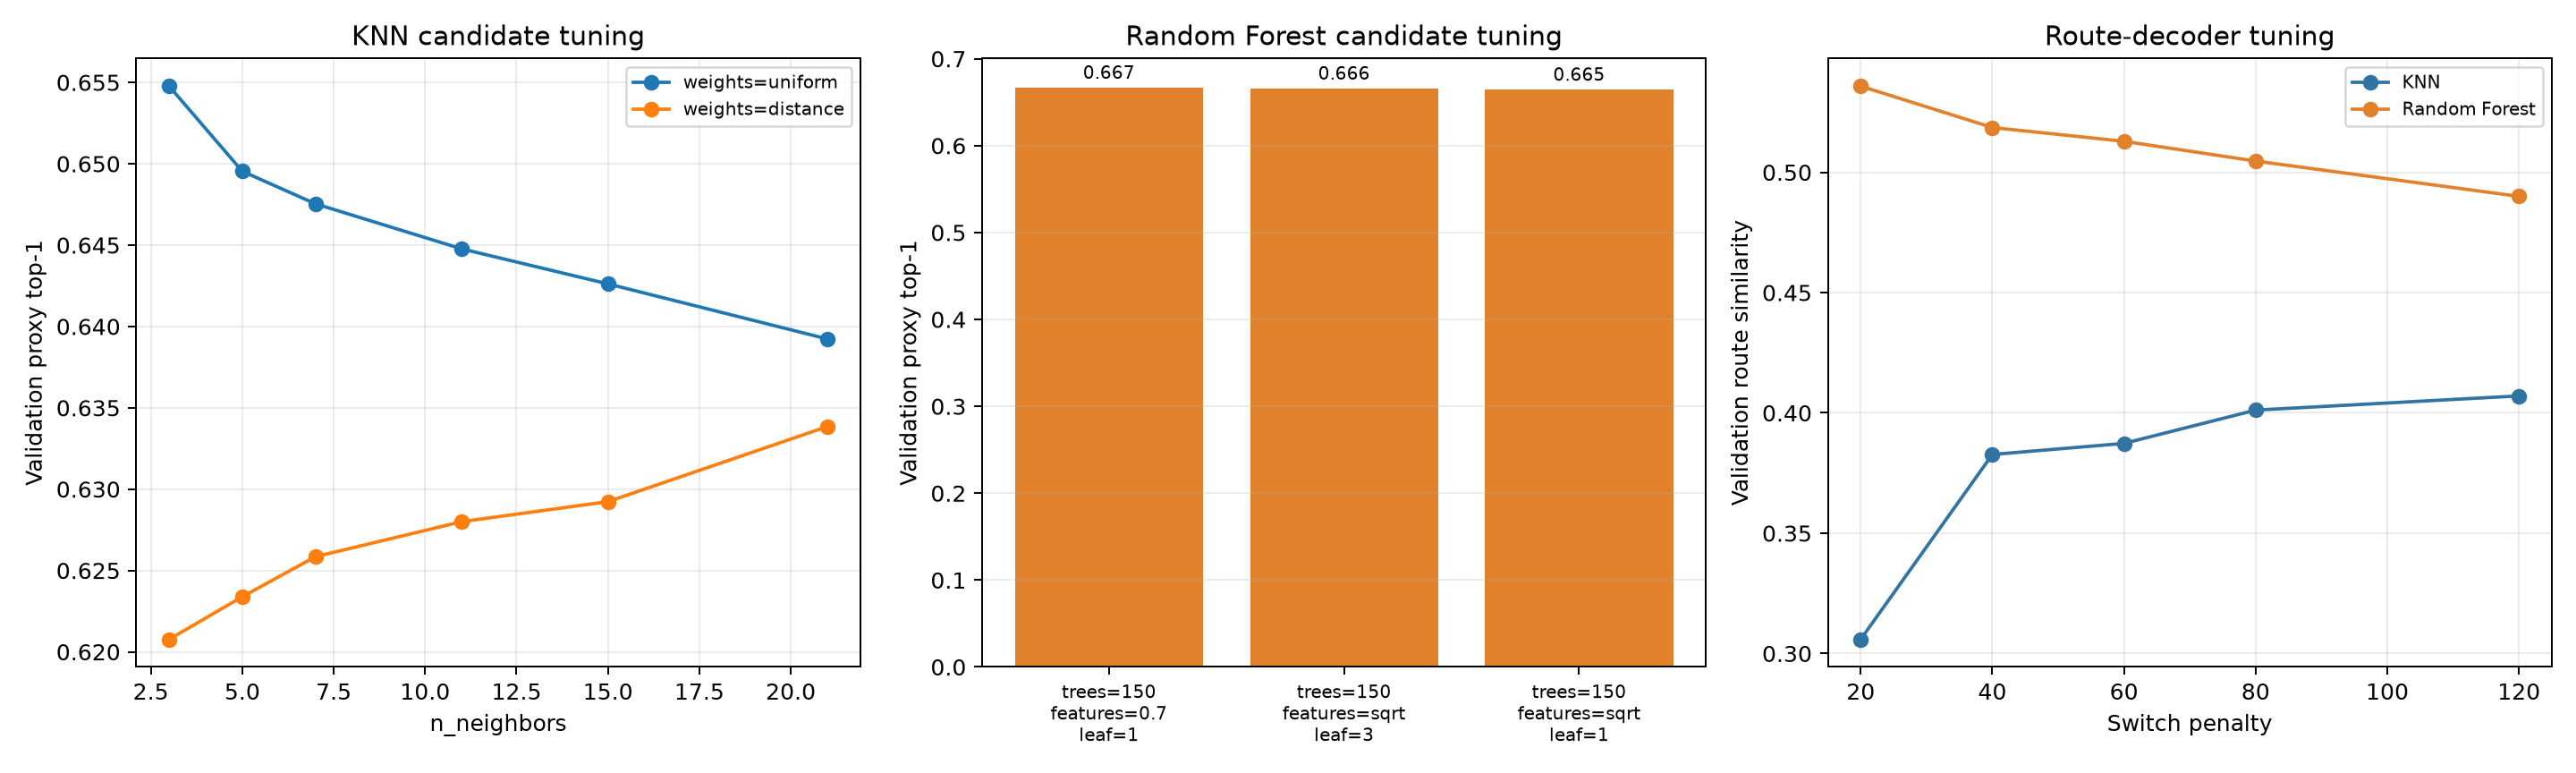 KNN candidate tuning
Validation proxy top-1
0.655
0.650
0.645
0.640
0.635
0.630
0.625
0.620
weights=uniform
weights=distance
2.5 5.0 7.5 10.0 12.5 15.0 17.5 20.0
n_neighbors
Random Forest candidate tuning
Validation proxy top-1
0.7
0.6
0.5
0.4
0.3
0.2
0.1
0.0
0.667 0.666 0.665
trees=150
features=0.7
leaf=1
trees=150
features=sqrt
leaf=3
trees=150
features=sqrt
leaf=1
Route-decoder tuning
Validation route similarity
0.50
0.45
0.40
0.35
0.30
KNN
Random Forest
20 40 60 80 100 120
Switch penalty